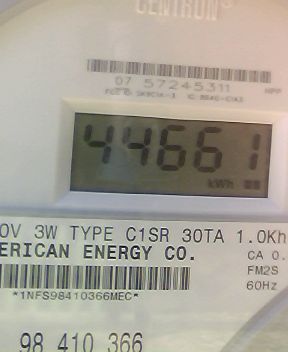 CENTRON®
07 57245311
44661
kWh
0V 3W TYPE C1SR 30TA 1.0Kh
ERICAN ENERGY CO.
CA 0.
FM2S
60Hz
*1NFS98410366MEC*
98 410 366